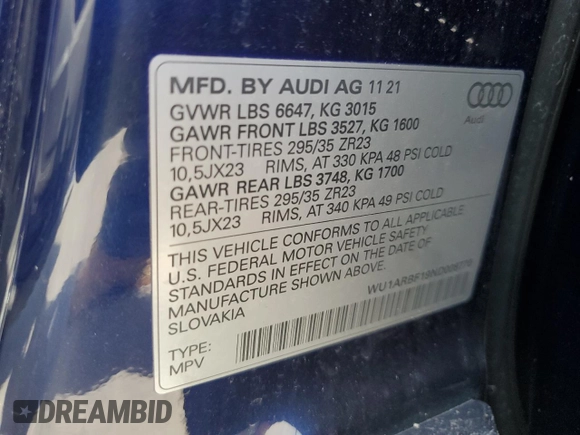 MFD. BY AUDI AG 11 21
Audi
GVWR LBS 6647, KG 3015
GAWR FRONT LBS 3527, KG 1600
FRONT-TIRES 295/35 ZR23
10,5JX23 RIMS, AT 330 KPA 48 PSI COLD
GAWR REAR LBS 3748, KG 1700
REAR-TIRES 295/35 ZR23
10,5JX23 RIMS, AT 340 KPA 49 PSI COLD
THIS VEHICLE CONFORMS TO ALL APPLICABLE
U.S. FEDERAL MOTOR VEHICLE SAFETY
STANDARDS IN EFFECT ON THE DATE OF
MANUFACTURE SHOWN ABOVE.
SLOVAKIA
TYPE:
MPV
DREAMBID